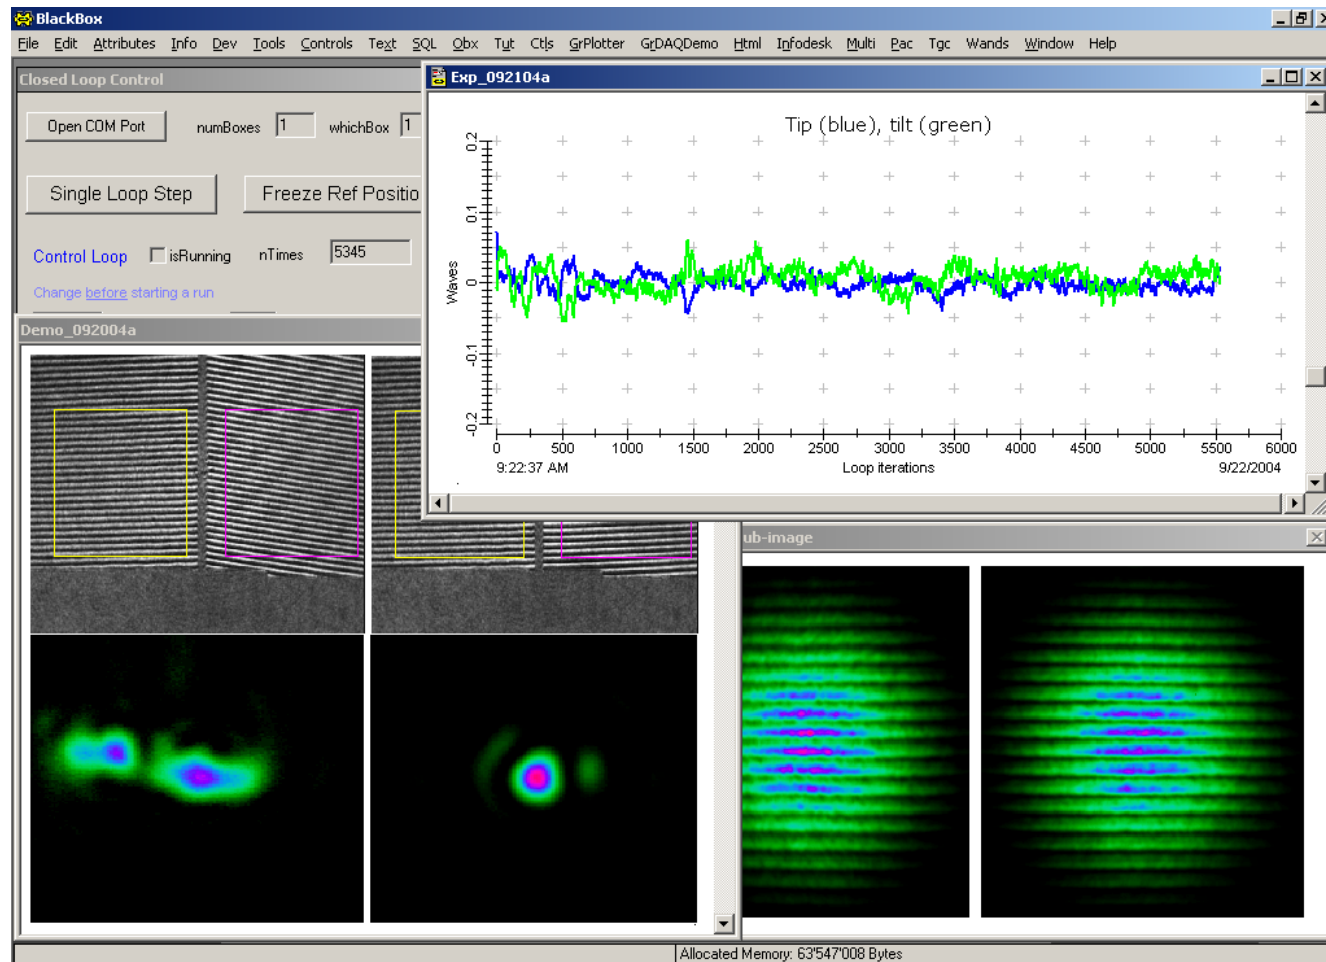 BlackBox
File Edit Attributes Info Dev Tools Controls Text SQL Obx Tut Ctls GrPlotter GrDAQDemo Html Infodesk Multi Pac Tgc Wands Window Help
Closed Loop Control
Open COM Port numBoxes 1 whichBox 1
Single Loop Step Freeze Ref Positio
Control Loop isRunning nTimes 5345
Change before starting a run
Exp_092104a
Tip (blue), tilt (green)
0.2
0.1
0
-0.1
-0.2
Waves
0 500 1000 1500 2000 2500 3000 3500 4000 4500 5000 5500 6000
9:22:37 AM Loop iterations 9/22/2004
Demo_092004a
ub-image
Allocated Memory: 63'547'008 Bytes